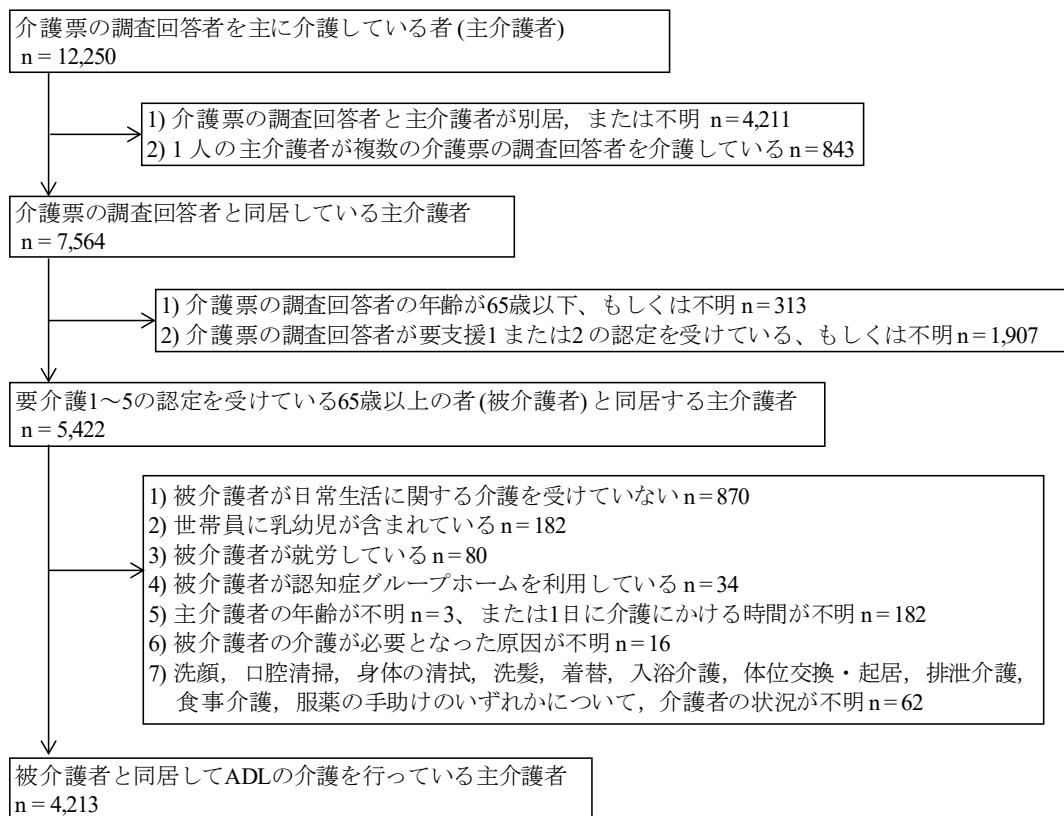 介護票の調査回答者を主に介護している者 (主介護者)
n = 12,250
1) 介護票の調査回答者と主介護者が別居，または不明 n=4,211
2) 1 人の主介護者が複数の介護票の調査回答者を介護している n=843
介護票の調査回答者と同居している主介護者
n = 7,564
1) 介護票の調査回答者の年齢が65歳以下、もしくは不明 n=313
2) 介護票の調査回答者が要支援1 または2 の認定を受けている、もしくは不明 n=1,907
要介護1～5の認定を受けている65歳以上の者 (被介護者) と同居する主介護者
n = 5,422
1) 被介護者が日常生活に関する介護を受けていない n=870
2) 世帯員に乳幼児が含まれている n=182
3) 被介護者が就労している n=80
4) 被介護者が認知症グループホームを利用している n=34
5) 主介護者の年齢が不明 n=3、または1日に介護にかける時間が不明 n=182
6) 被介護者の介護が必要となった原因が不明 n=16
7) 洗顔，口腔清掃，身体の清拭，洗髪，着替，入浴介護，体位交換・起居，排泄介護，
食事介護，服薬の手助けのいずれかについて，介護者の状況が不明 n=62
被介護者と同居してADLの介護を行っている主介護者
n = 4,213